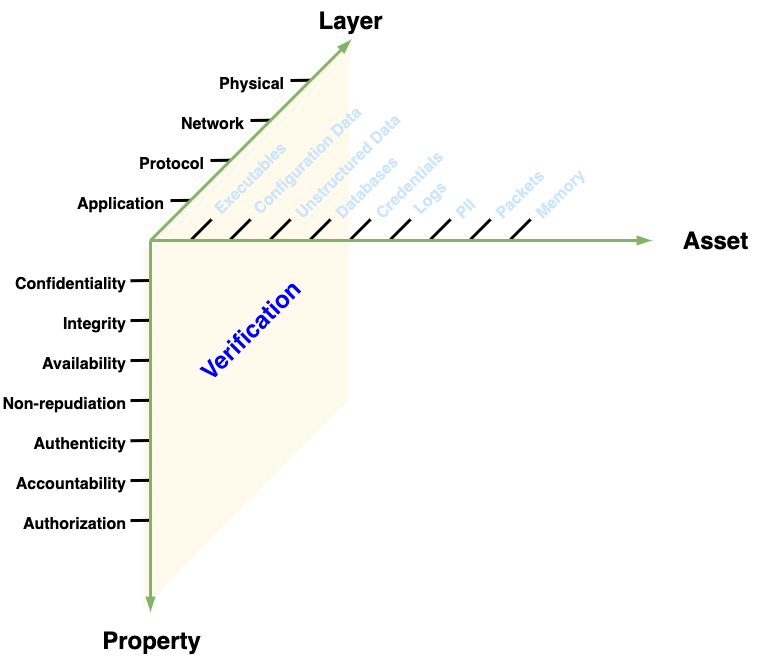 Layer
Physical
Network
Protocol
Application
Executables
Configuration Data
Unstructured Data
Databases
Credentials
Logs
PII
Packets
Memory
Asset
Confidentiality
Integrity
Availability
Non-repudiation
Authenticity
Accountability
Authorization
Verification
Property